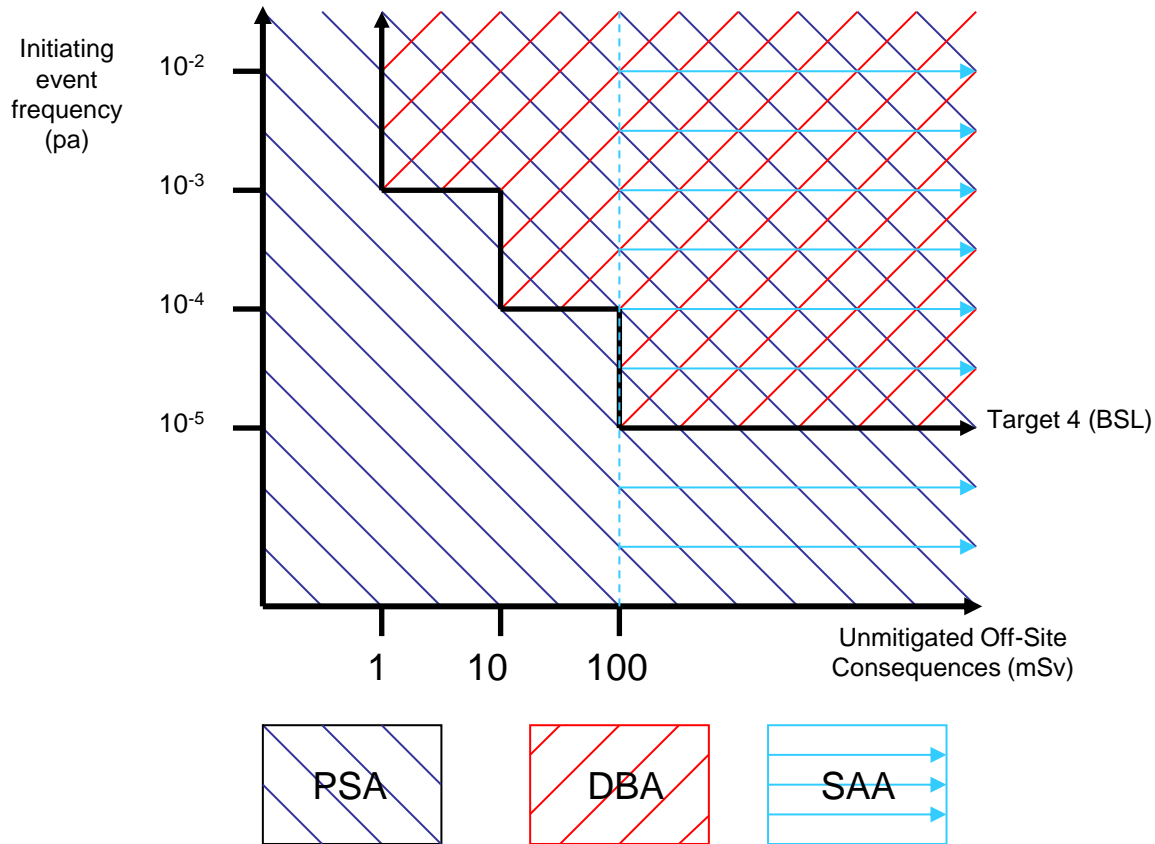 Initiating
event
frequency
(pa)
10⁻²
10⁻³
10⁻⁴
10⁻⁵
Target 4 (BSL)
1
10
100
Unmitigated Off-Site
Consequences (mSv)
PSA
DBA
SAA